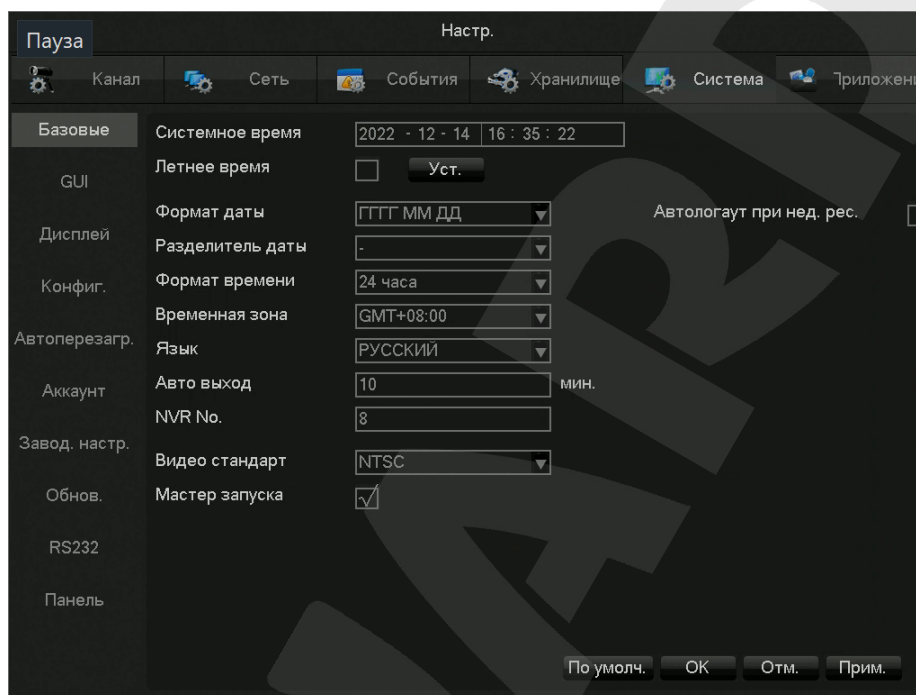 Настр.
Пауза
Канал Сеть События Хранилище Система Приложени
Базовые
GUI
Дисплей
Конфиг.
Автоперезагр.
Аккаунт
Завод. настр.
Обнов.
RS232
Панель
Системное время 2022 - 12 - 14 16 : 35 : 22
Летнее время Уст.
Формат даты ГГГГ ММ ДД Автологаут при нед. рес.
Разделитель даты -
Формат времени 24 часа
Временная зона GMT+08:00
Язык РУССКИЙ
Авто выход 10 мин.
NVR No. 8
Видео стандарт NTSC
Мастер запуска
По умолч. OK Отм. Прим.